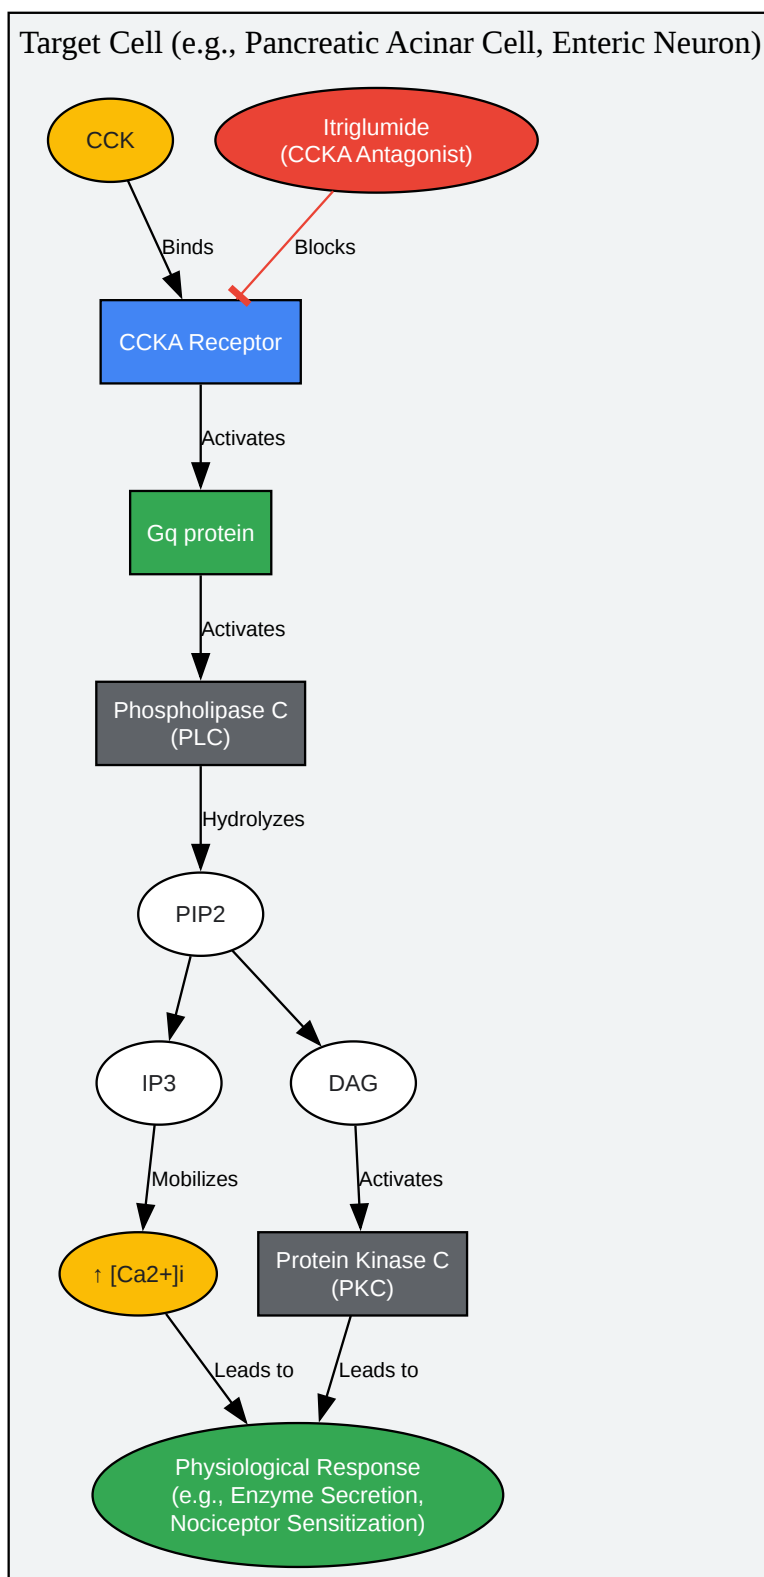 Target Cell (e.g., Pancreatic Acinar Cell, Enteric Neuron)
CCK
Itriglumide
(CCKA Antagonist)
Binds
Blocks
CCKA Receptor
Activates
Gq protein
Activates
Phospholipase C
(PLC)
Hydrolyzes
PIP2
IP3
DAG
Mobilizes
Activates
↑ [Ca2+]i
Protein Kinase C
(PKC)
Leads to
Leads to
Physiological Response
(e.g., Enzyme Secretion,
Nociceptor Sensitization)